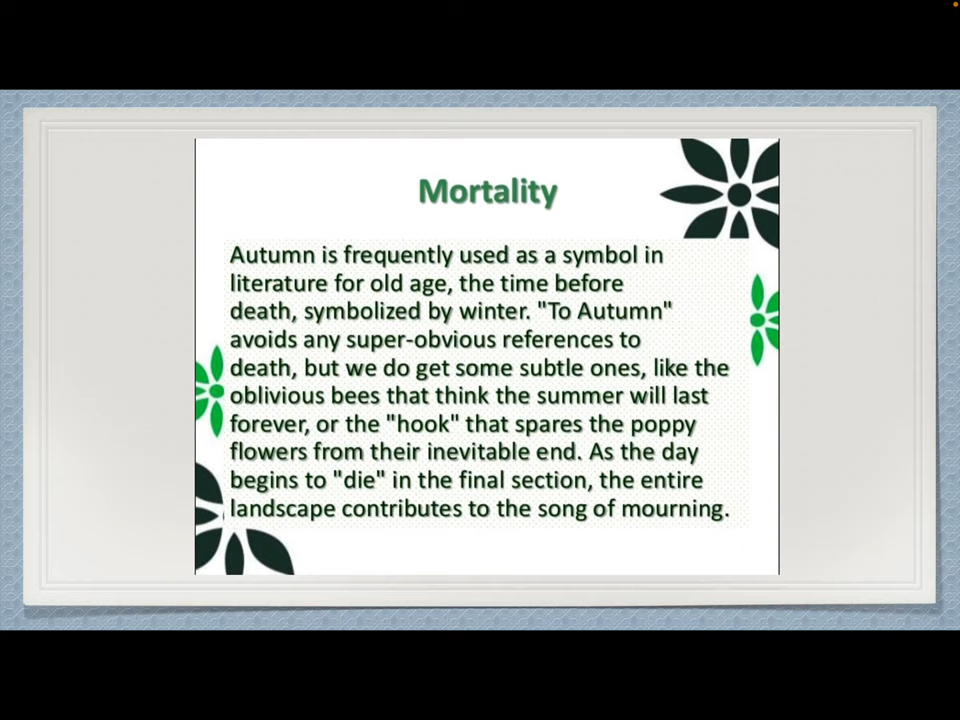 Mortality
Autumn is frequently used as a symbol in
literature for old age, the time before
death, symbolized by winter. "To Autumn"
avoids any super-obvious references to
death, but we do get some subtle ones, like the
oblivious bees that think the summer will last
forever, or the "hook" that spares the poppy
flowers from their inevitable end. As the day
begins to "die" in the final section, the entire
landscape contributes to the song of mourning.